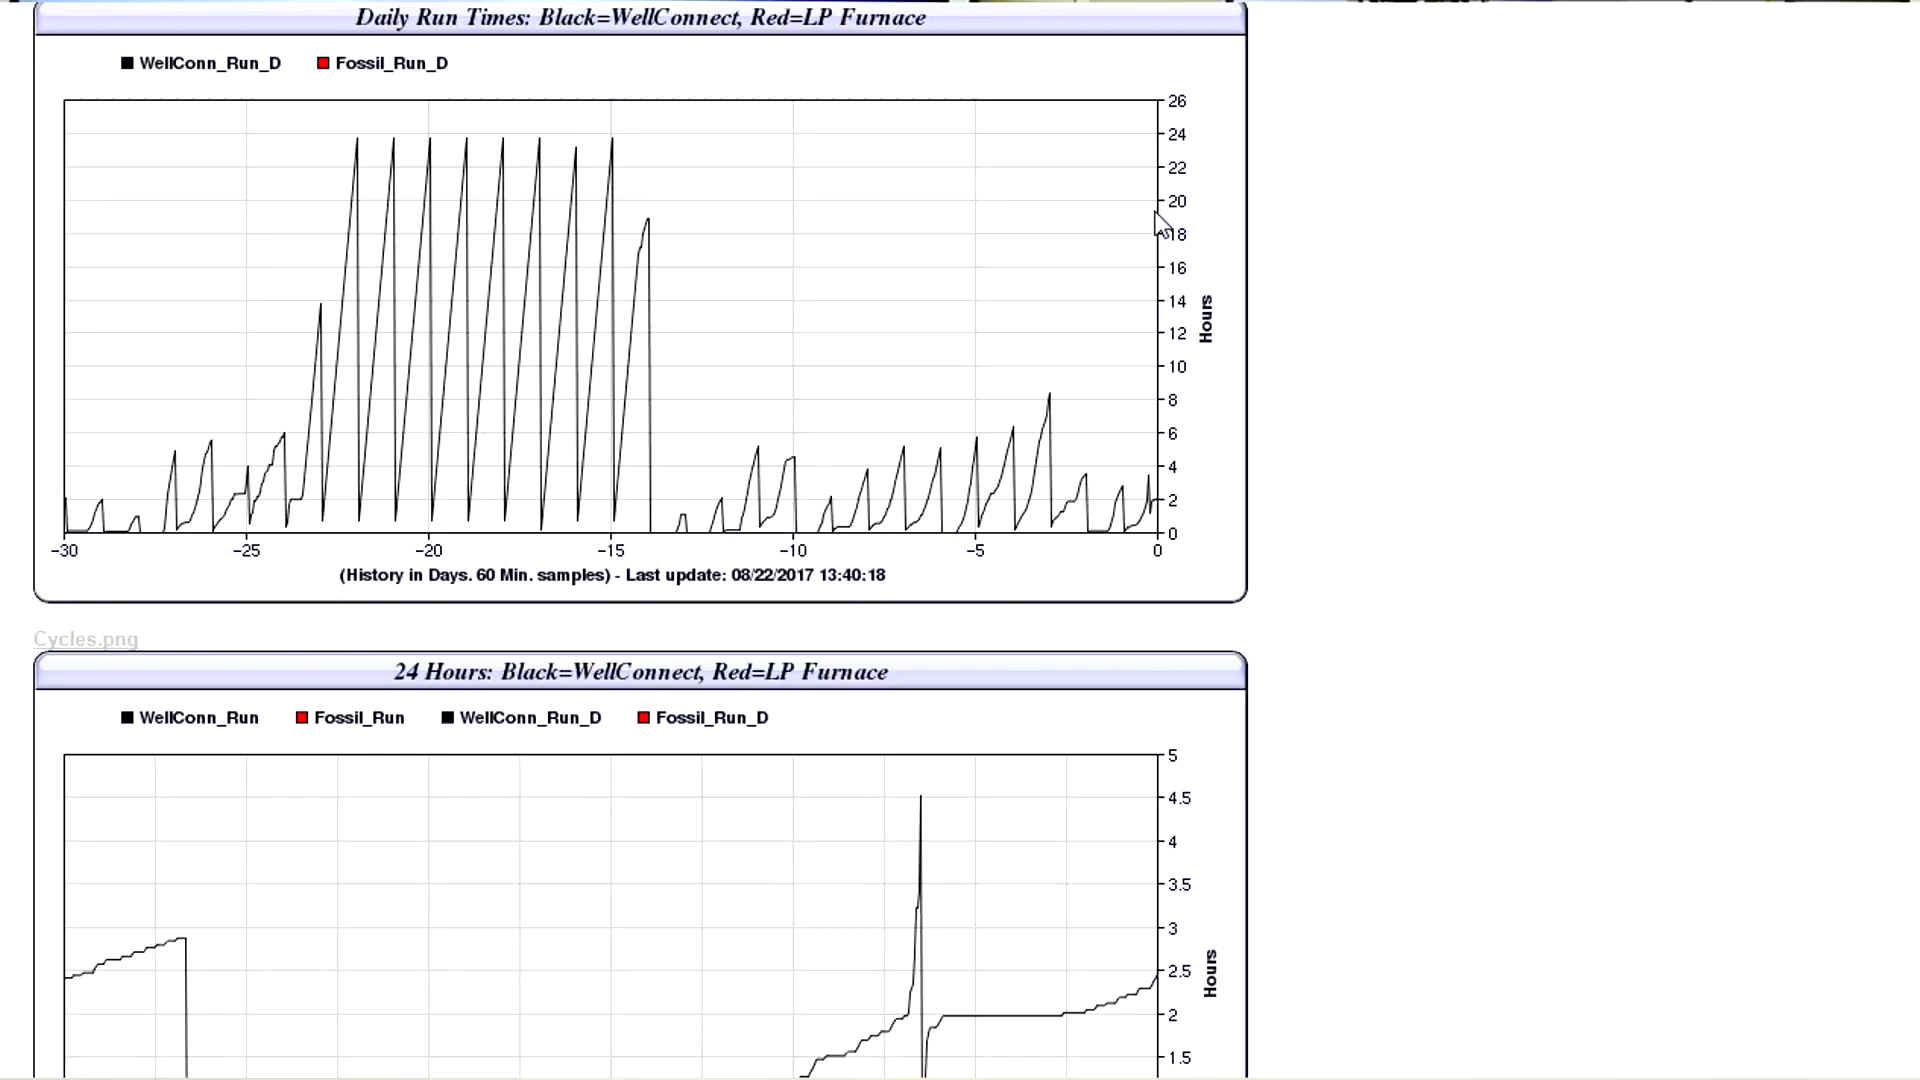 Daily Run Times: Black=WellConnect, Red=LP Furnace
WellConn_Run_D Fossil_Run_D
26
24
22
20
18
16
14
12
10
8
6
4
2
0
Hours
−30 −25 −20 −15 −10 −5 0
(History in Days. 60 Min. samples) - Last update: 08/22/2017 13:40:18
Cycles.png
24 Hours: Black=WellConnect, Red=LP Furnace
WellConn_Run Fossil_Run WellConn_Run_D Fossil_Run_D
5
4.5
4
3.5
3
2.5
2
1.5
Hours